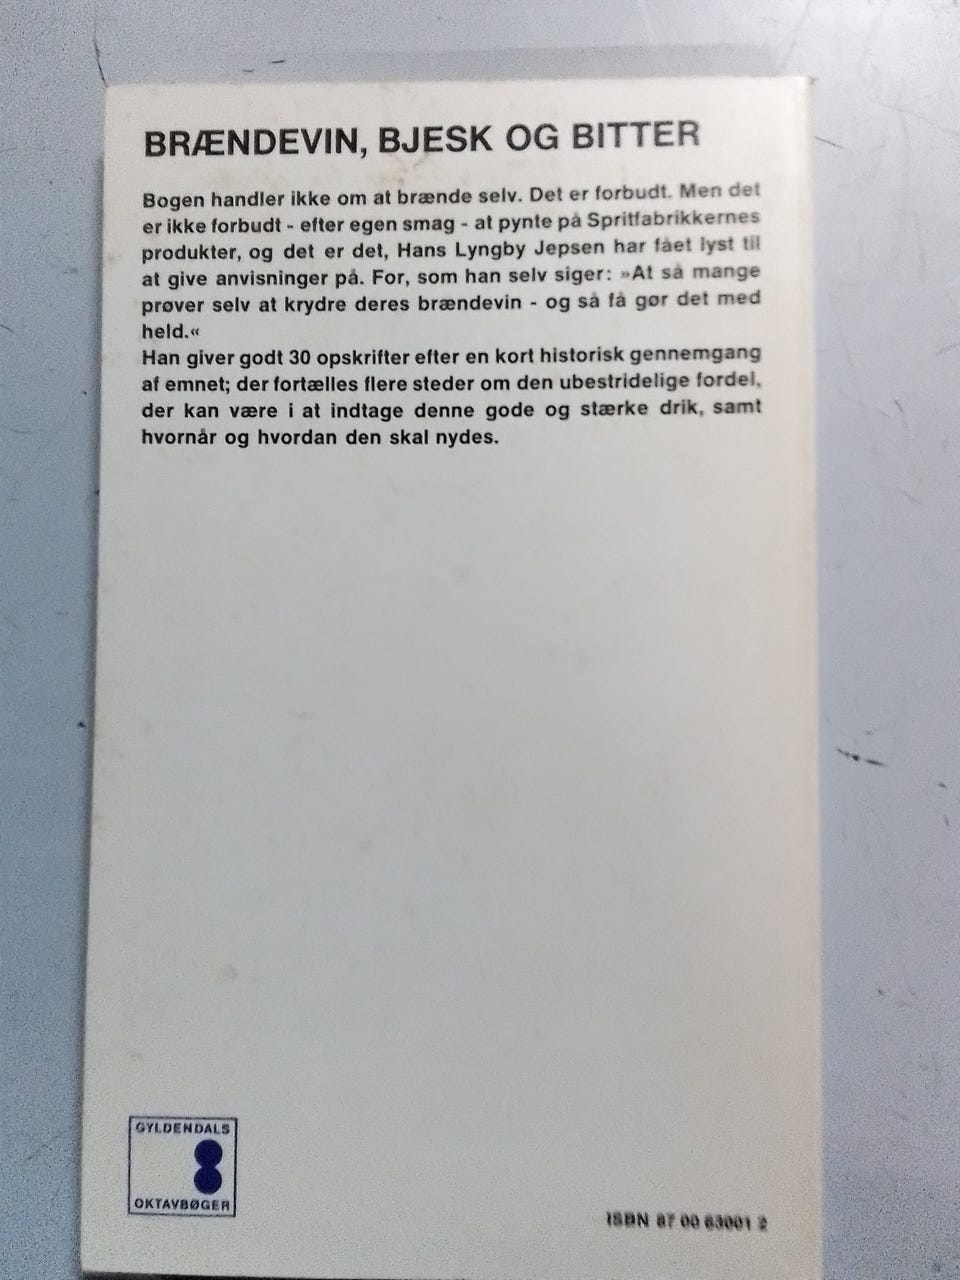 BRÆNDEVIN, BJESK OG BITTER
Bogen handler ikke om at brænde selv. Det er forbudt. Men det
er ikke forbudt - efter egen smag - at pynte på Spritfabrikkernes
produkter, og det er det, Hans Lyngby Jepsen har fået lyst til
at give anvisninger på. For, som han selv siger: »At så mange
prøver selv at krydre deres brændevin - og så få gør det med
held.«
Han giver godt 30 opskrifter efter en kort historisk gennemgang
af emnet; der fortælles flere steder om den ubestridelige fordel,
der kan være i at indtage denne gode og stærke drik, samt
hvornår og hvordan den skal nydes.
GYLDENDALS
OKTAVBØGER
ISBN 87 00 63001 2